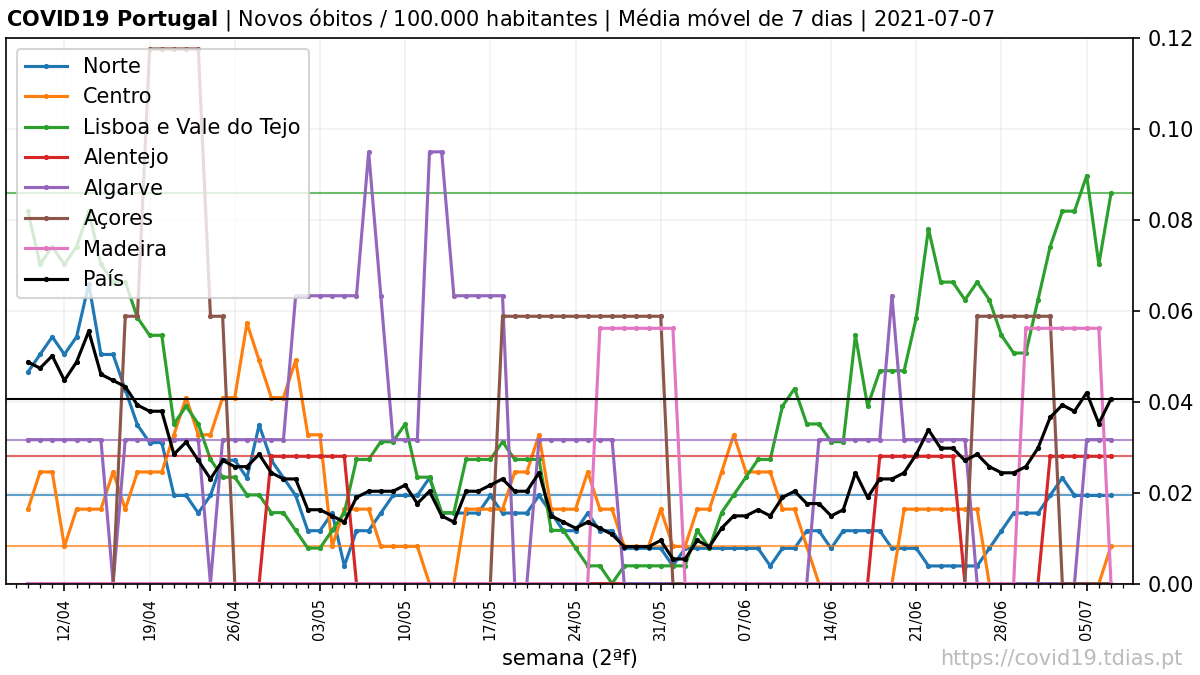 COVID19 Portugal | Novos óbitos / 100.000 habitantes | Média móvel de 7 dias | 2021-07-07
0.12
0.10
0.08
0.06
0.04
0.02
0.00
Norte
Centro
Lisboa e Vale do Tejo
Alentejo
Algarve
Açores
Madeira
País
12/04
19/04
26/04
03/05
10/05
17/05
24/05
31/05
07/06
14/06
21/06
28/06
05/07
semana (2ªf)
https://covid19.tdias.pt